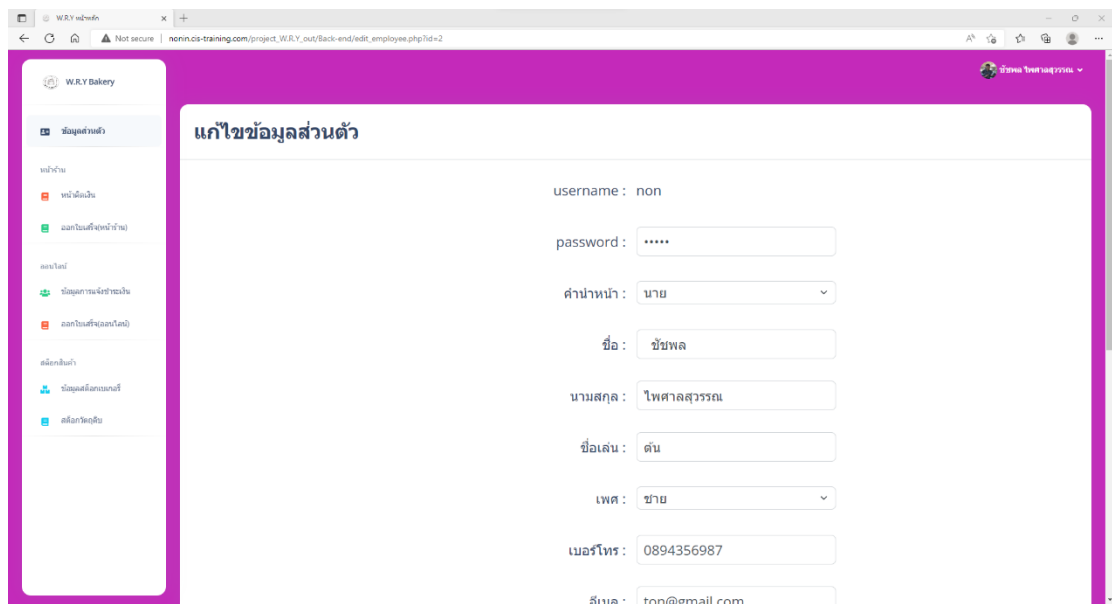 W.R.Y หน้าหลัก
Not secure
nonin.cis-training.com/project_W.R.Y_out/Back-end/edit_employee.php?id=2
W.R.Y Bakery
ชัชพล ไพศาลสุวรรณ
ข้อมูลส่วนตัว
หน้าร้าน
หน้าคิดเงิน
ออกใบเสร็จ(หน้าร้าน)
ออนไลน์
ข้อมูลการแจ้งชำระเงิน
ออกใบเสร็จ(ออนไลน์)
สต็อกสินค้า
ข้อมูลสต็อกเบเกอรี่
สต็อกวัตถุดิบ
แก้ไขข้อมูลส่วนตัว
username : non
password : •••••
คำนำหน้า : นาย
ชื่อ : ชัชพล
นามสกุล : ไพศาลสุวรรณ
ชื่อเล่น : ต้น
เพศ : ชาย
เบอร์โทร : 0894356987
อีเมล : ton@gmail.com